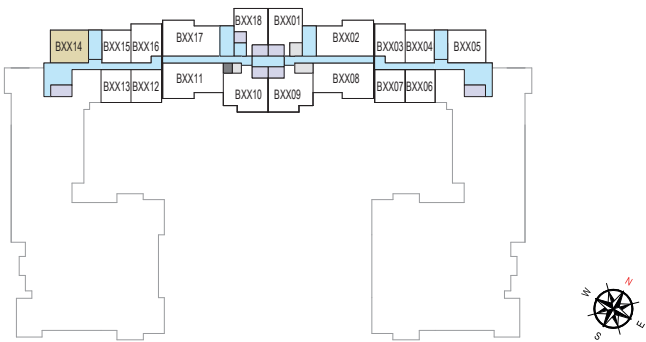 BXX18 BXX01
BXX17 BXX02
BXX14 BXX15 BXX16 BXX03 BXX04 BXX05
BXX11 BXX08
BXX13 BXX12 BXX10 BXX09 BXX07 BXX06
N
W
E
S